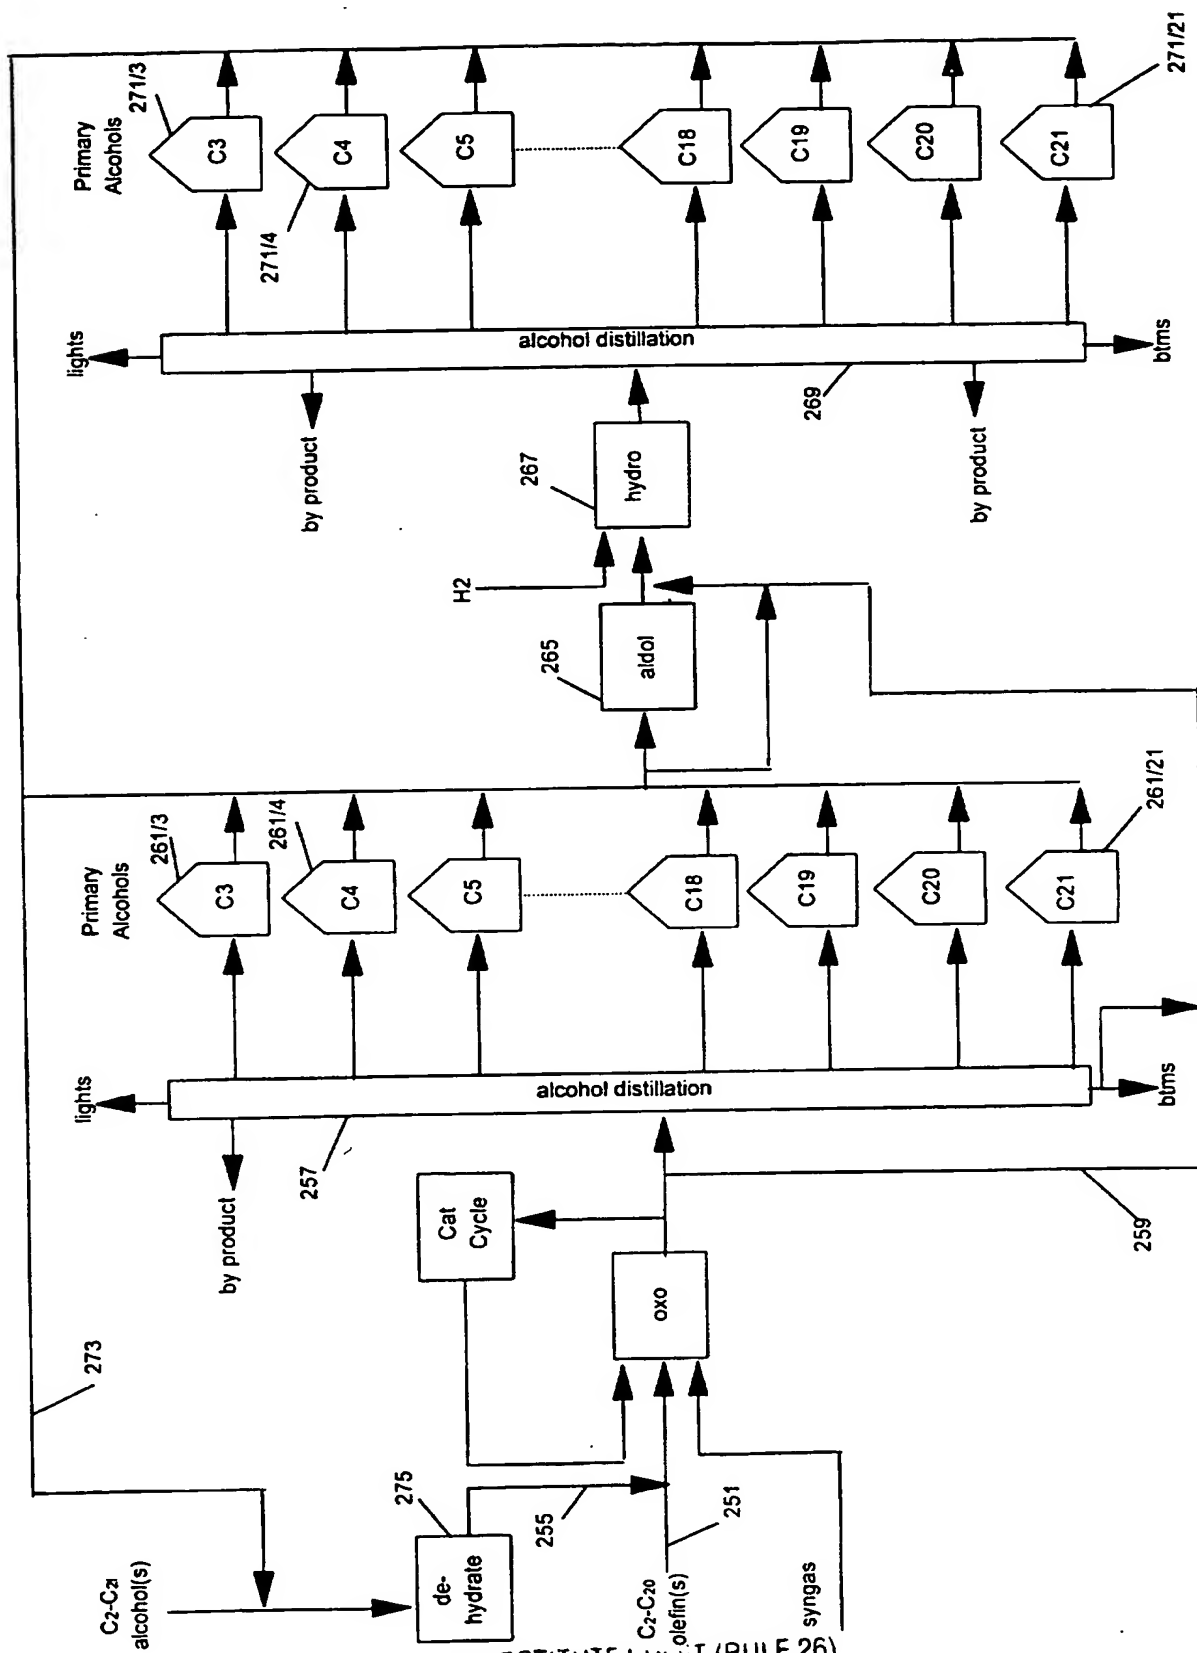 C2-C21
alcohol(s)
273
de-
hydrate
275
255
C2-C20
olefin(s)
251
syngas
Cat
Cycle
oxo
259
lights
by product
257
alcohol distillation
btms
Primary
Alcohols
C3
261/3
C4
261/4
C5
C18
C19
C20
C21
261/21
aldol
265
H2
hydro
267
lights
by product
alcohol distillation
269
by product
btms
Primary
Alcohols
C3
271/3
C4
271/4
C5
C18
C19
C20
C21
271/21
(RULE 26)